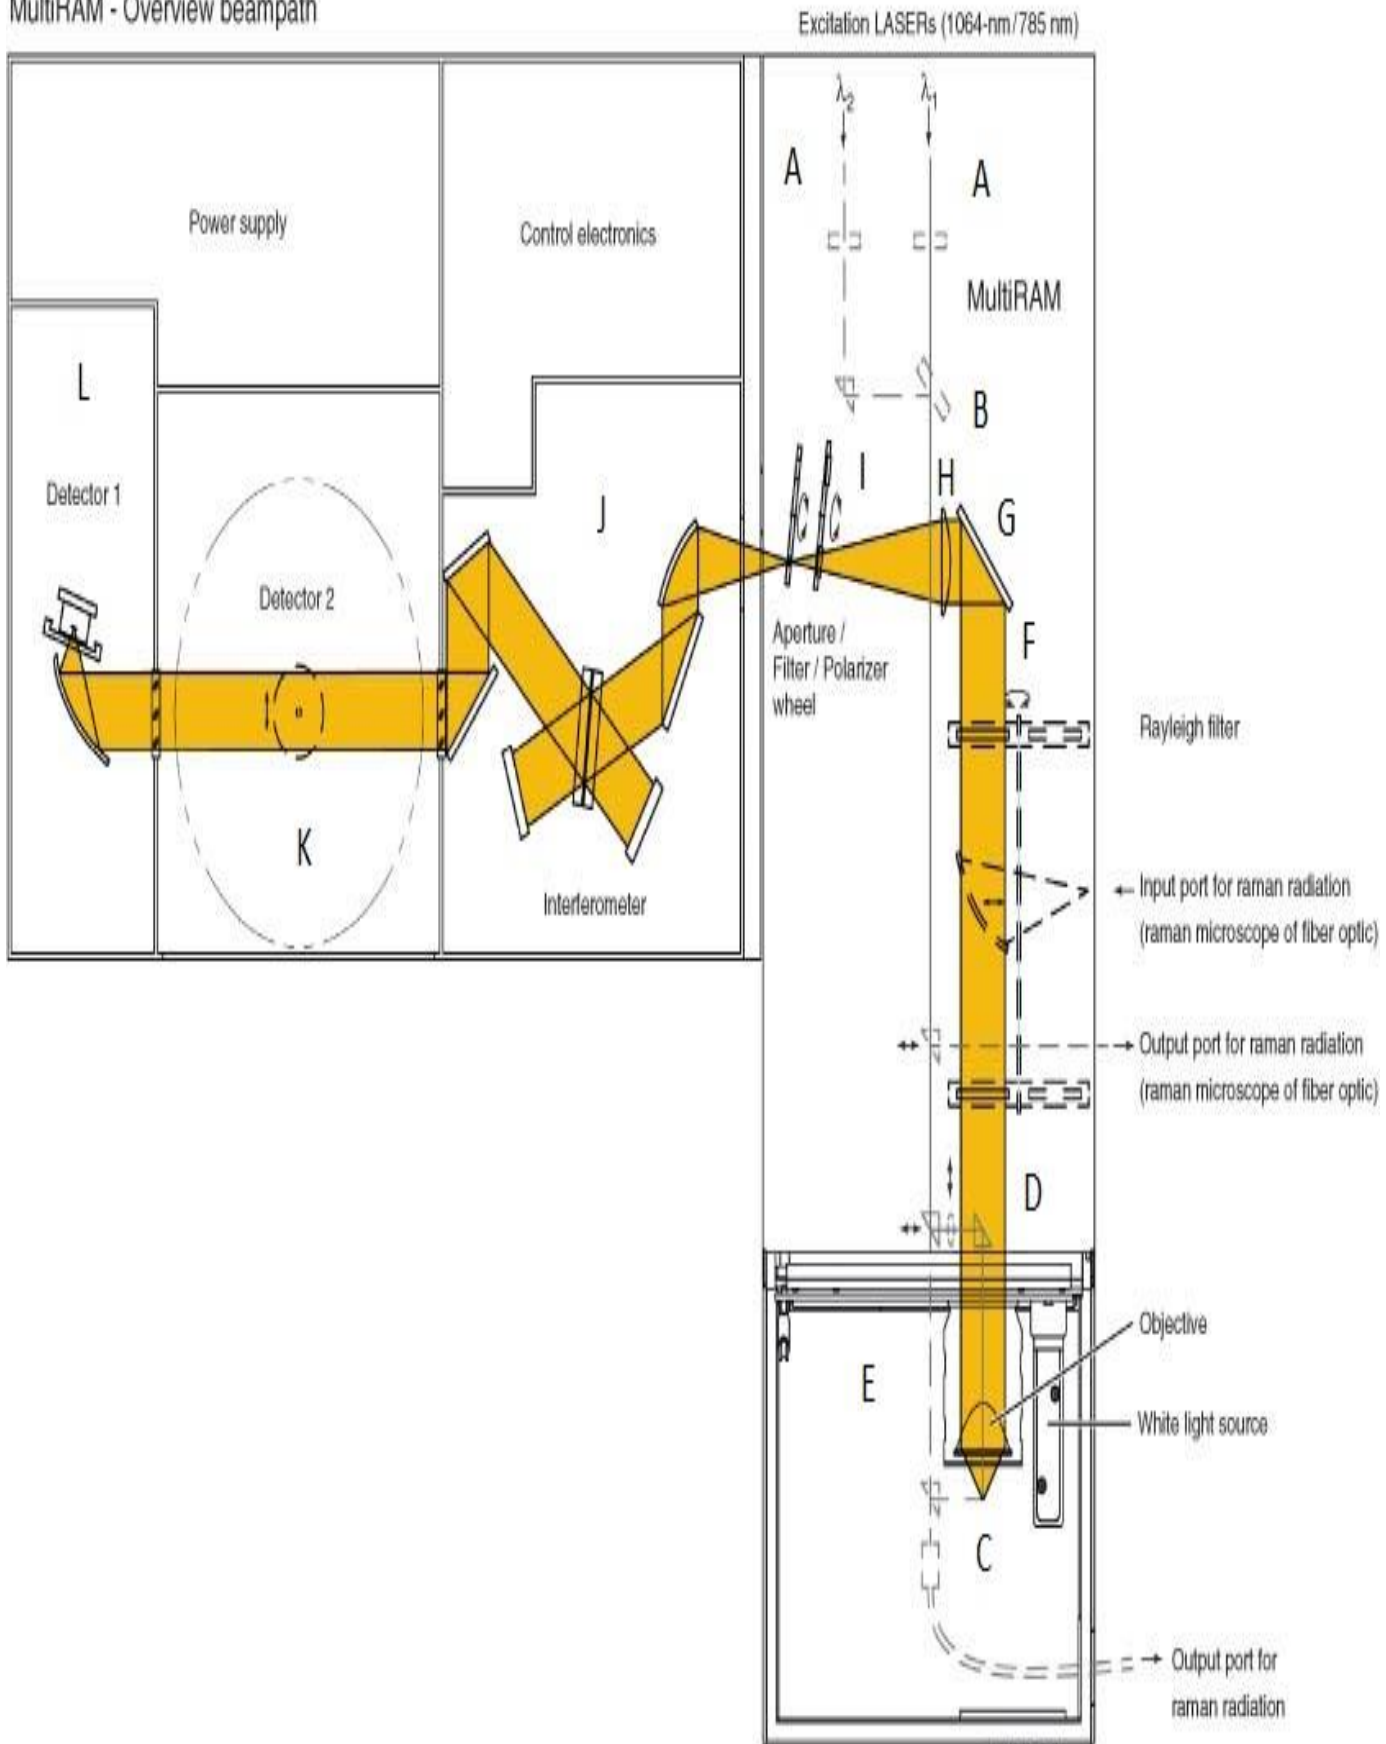 MultiRAM - Overview beampath
Excitation LASERs (1064-nm/785 nm)
λ2
λ1
A
A
Power supply
Control electronics
MultiRAM
L
B
I
H
G
J
Detector 1
Detector 2
F
Aperture /
Filter / Polarizer
wheel
Rayleigh filter
K
Interferometer
Input port for raman radiation
(raman microscope of fiber optic)
Output port for raman radiation
(raman microscope of fiber optic)
D
Objective
E
White light source
C
Output port for
raman radiation